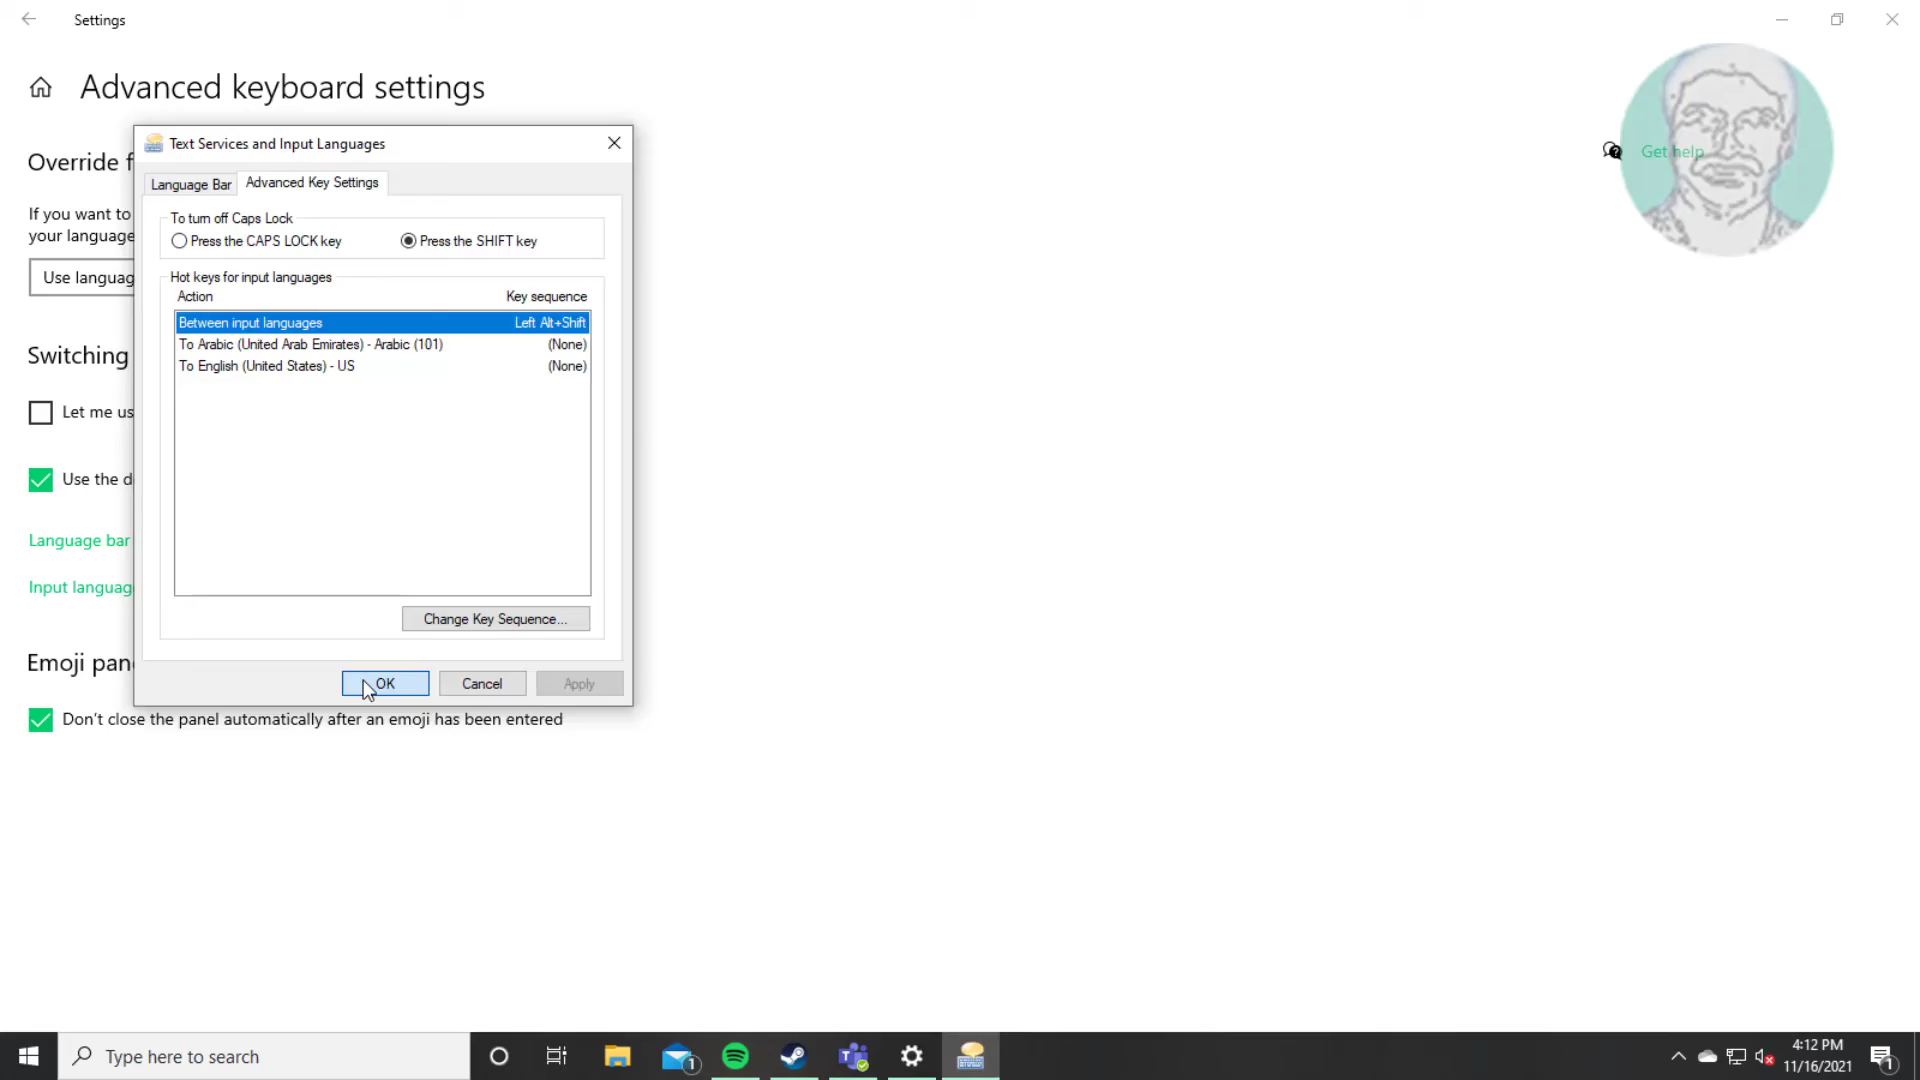 Settings
Advanced keyboard settings
Override f
Text Services and Input Languages
Get help
Language Bar
Advanced Key Settings
If you want to
your language
To turn off Caps Lock
Press the CAPS LOCK key
Press the SHIFT key
Use languag
Hot keys for input languages
Action Key sequence
Between input languages Left Alt+Shift
To Arabic (United Arab Emirates) - Arabic (101) (None)
To English (United States) - US (None)
Switching
Let me us
Use the d
Language bar
Input languag
Change Key Sequence...
Emoji pan
OK
Cancel
Apply
Don't close the panel automatically after an emoji has been entered
Type here to search
1
4:12 PM
11/16/2021
1